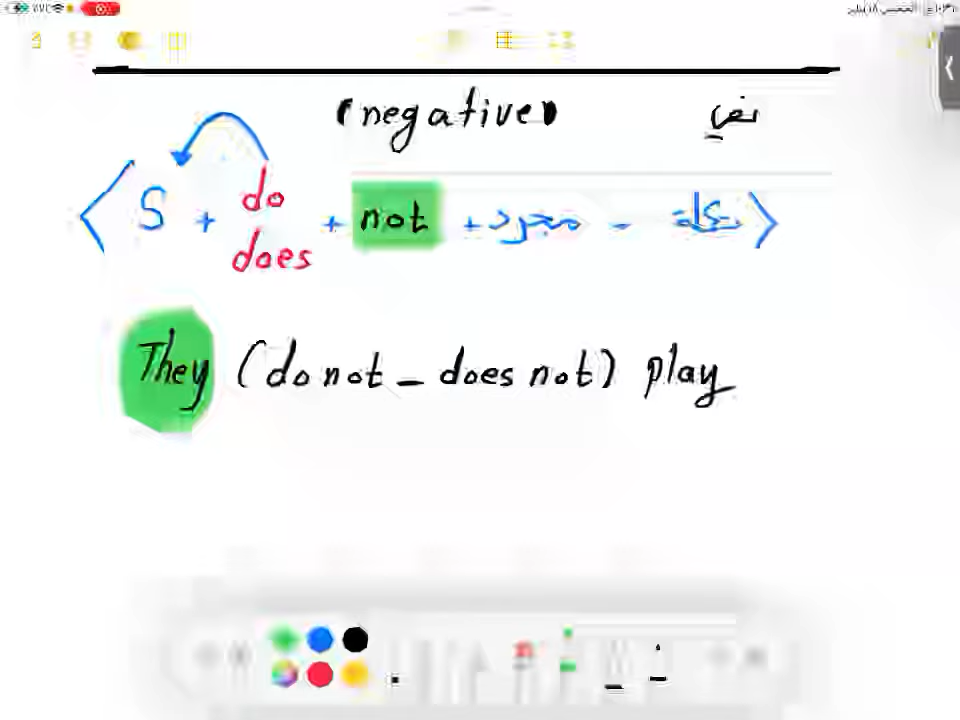 (negative) نفي
S + do + not + مجرد - تكملة
does
They (do not - does not) play